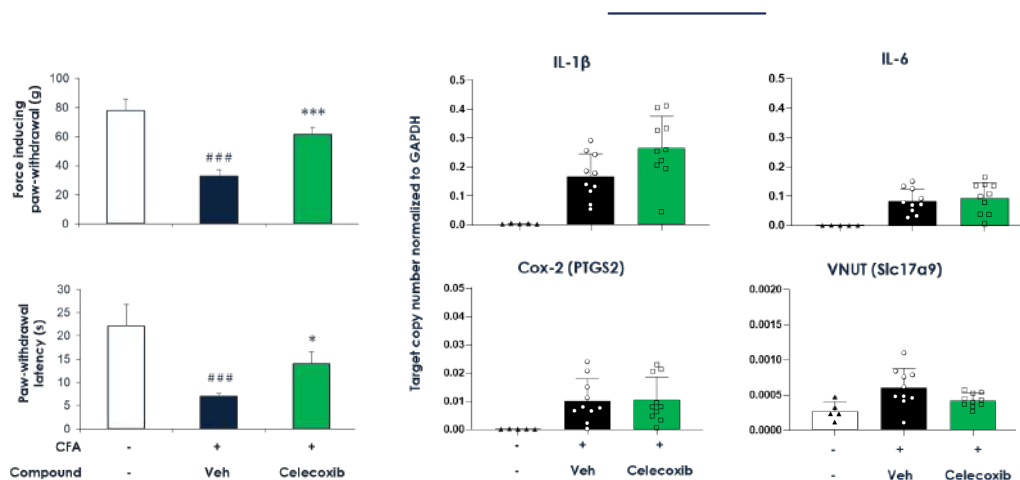 100
80
60
40
20
0
Force inducing
paw-withdrawal (g)
###
***
30
25
20
15
10
5
0
Paw-withdrawal
latency (s)
###
*
CFA - + +
Compound - Veh Celecoxib
Target copy number normalized to GAPDH
IL-1β
0.5
0.4
0.3
0.2
0.1
0.0
IL-6
0.5
0.4
0.3
0.2
0.1
0.0
Cox-2 (PTGS2)
0.05
0.04
0.03
0.02
0.01
0.00
- + +
- Veh Celecoxib
VNUT (Slc17a9)
0.0020
0.0015
0.0010
0.0005
0.0000
- + +
- Veh Celecoxib